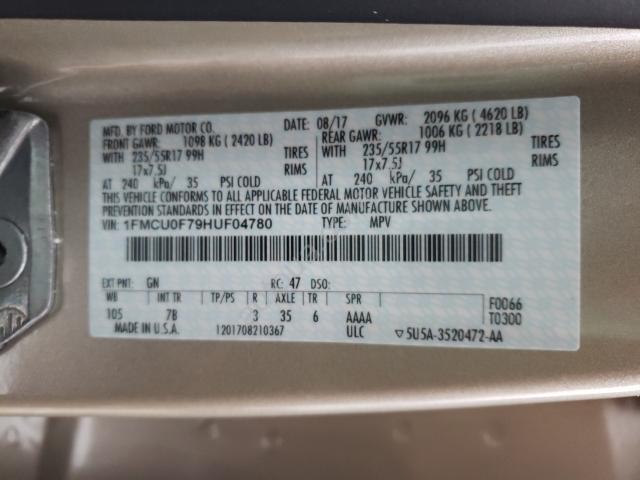 MFD. BY FORD MOTOR CO. DATE: 08/17 GVWR: 2096 KG ( 4620 LB)
FRONT GAWR: 1098 KG ( 2420 LB) REAR GAWR: 1006 KG ( 2218 LB)
WITH 235/55R17 99H TIRES WITH 235/55R17 99H TIRES
17x7.5J RIMS 17x7.5J RIMS
AT 240 kPa/ 35 PSI COLD AT 240 kPa/ 35 PSI COLD
THIS VEHICLE CONFORMS TO ALL APPLICABLE FEDERAL MOTOR VEHICLE SAFETY AND THEFT
PREVENTION STANDARDS IN EFFECT ON THE DATE OF MANUFACTURE SHOWN ABOVE.
VIN: 1FMCU0F79HUF04780 TYPE: MPV
EXT PNT: GN RC: 47 DSO:
WB INT TR TP/PS R AXLE TR SPR F0066
105 7B 3 35 6 AAAA T0300
MADE IN U.S.A. 1201708210367 ULC ▽5U5A-3520472-AA